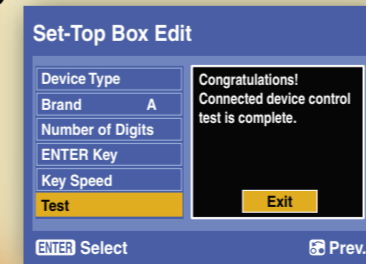 Set-Top Box Edit
Device Type
Brand A
Number of Digits
ENTER Key
Key Speed
Test
Congratulations!
Connected device control
test is complete.
Exit
ENTER Select
Prev.